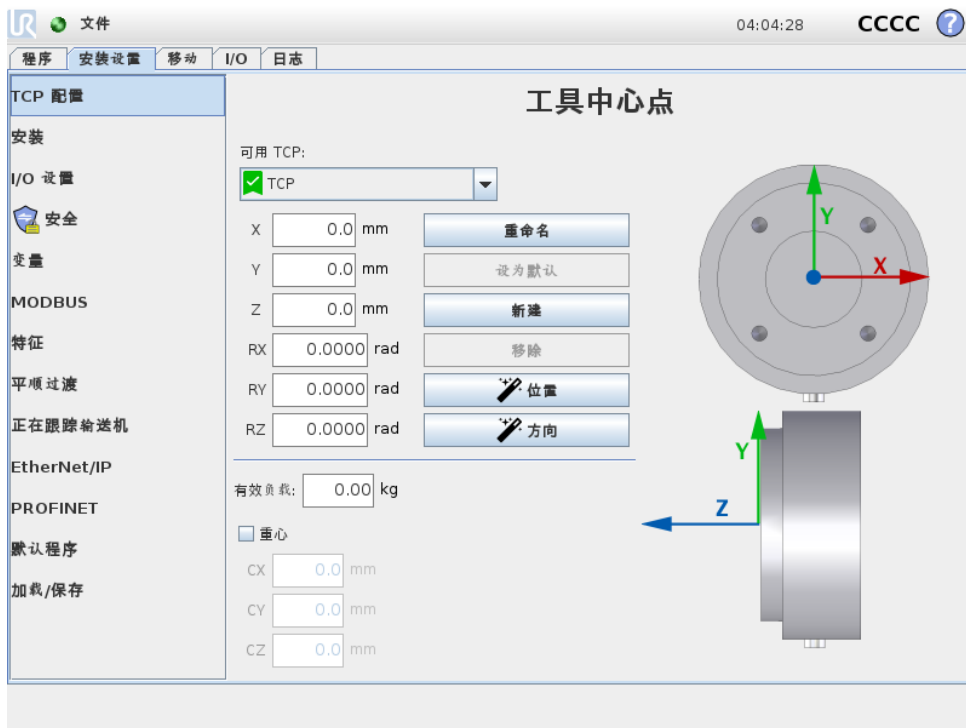 UR 文件 04:04:28 CCCC ?
程序 安装设置 移动 I/O 日志
TCP 配置
安装
I/O 设置
安全
变量
MODBUS
特征
平顺过渡
正在跟踪输送机
EtherNet/IP
PROFINET
默认程序
加载/保存
工具中心点
可用 TCP:
TCP
X 0.0 mm 重命名
Y 0.0 mm 设为默认
Z 0.0 mm 新建
RX 0.0000 rad 移除
RY 0.0000 rad 位置
RZ 0.0000 rad 方向
有效负载: 0.00 kg
重心
CX 0.0 mm
CY 0.0 mm
CZ 0.0 mm
Y
X
Y
Z